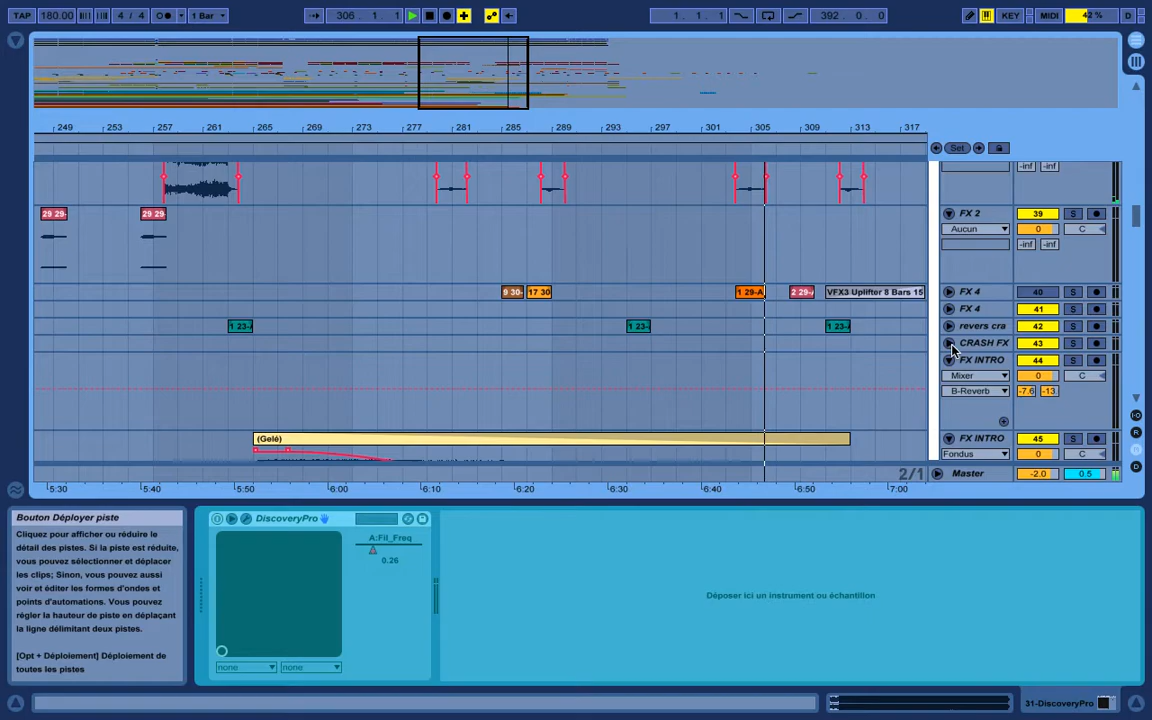 TAP 180.00 4 / 4 1 Bar 306. 1. 1 1. 1. 1 392. 0. 0 KEY MIDI 42 % D
249 253 257 261 265 269 273 277 281 285 289 293 297 301 305 309 313 317
Set
-inf -inf
29 29- 29 29- FX 2 39 S
Aucun 0 C
-inf -inf
9 30- 17 30 1 29-A 2 29-A VFX3 Uplifter 8 Bars 15 FX 4 40 S
FX 4 41 S
1 23-A 1 23-A 1 23-A revers cra 42 S
CRASH FX 43 S
FX INTRO 44 S
Mixer 0 C
B-Reverb -7.6 -13
(Gelé) FX INTRO 45 S
Fondus 0 C
2/1 Master -2.0 0.5
5:30 5:40 5:50 6:00 6:10 6:20 6:30 6:40 6:50 7:00
Bouton Déployer piste
Cliquez pour afficher ou réduire le
détail des pistes. Si la piste est réduite,
vous pouvez sélectionner et déplacer
les clips; Sinon, vous pouvez aussi
voir et éditer les formes d'ondes et
points d'automations. Vous pouvez
régler la hauteur de piste en déplaçant
la ligne délimitant deux pistes.
[Opt + Déploiement] Déploiement de
toutes les pistes
DiscoveryPro
A:Fil_Freq
0.26
none none
Déposer ici un instrument ou échantillon
31-DiscoveryPro